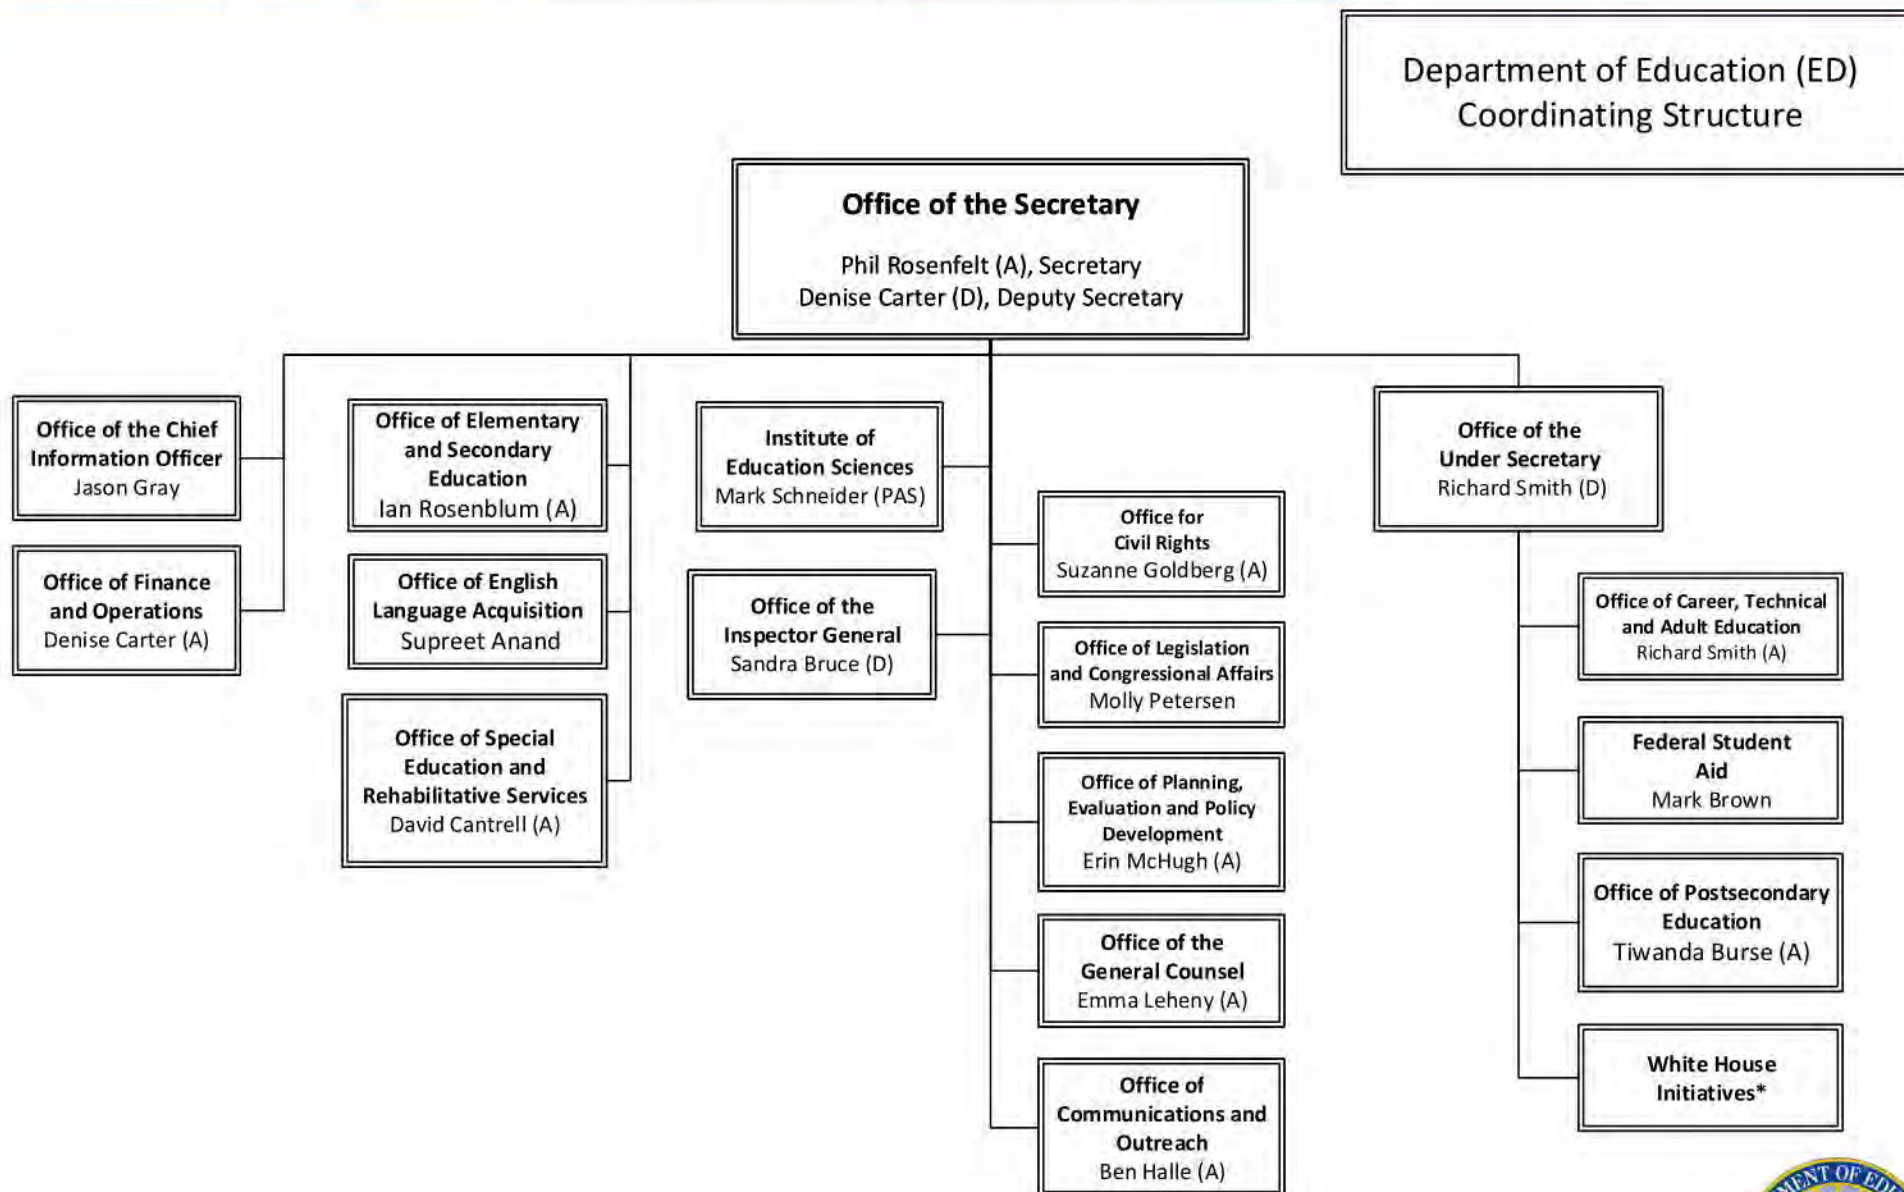 Department of Education (ED)
Coordinating Structure
Office of the Secretary
Phil Rosenfelt (A), Secretary
Denise Carter (D), Deputy Secretary
Office of the Chief
Information Officer
Jason Gray
Office of Finance
and Operations
Denise Carter (A)
Office of Elementary
and Secondary
Education
Ian Rosenblum (A)
Office of English
Language Acquisition
Supreet Anand
Office of Special
Education and
Rehabilitative Services
David Cantrell (A)
Institute of
Education Sciences
Mark Schneider (PAS)
Office of the
Inspector General
Sandra Bruce (D)
Office for
Civil Rights
Suzanne Goldberg (A)
Office of Legislation
and Congressional Affairs
Molly Petersen
Office of Planning,
Evaluation and Policy
Development
Erin McHugh (A)
Office of the
General Counsel
Emma Leheny (A)
Office of
Communications and
Outreach
Ben Halle (A)
Office of the
Under Secretary
Richard Smith (D)
Office of Career, Technical
and Adult Education
Richard Smith (A)
Federal Student
Aid
Mark Brown
Office of Postsecondary
Education
Tiwanda Burse (A)
White House
Initiatives*
OF